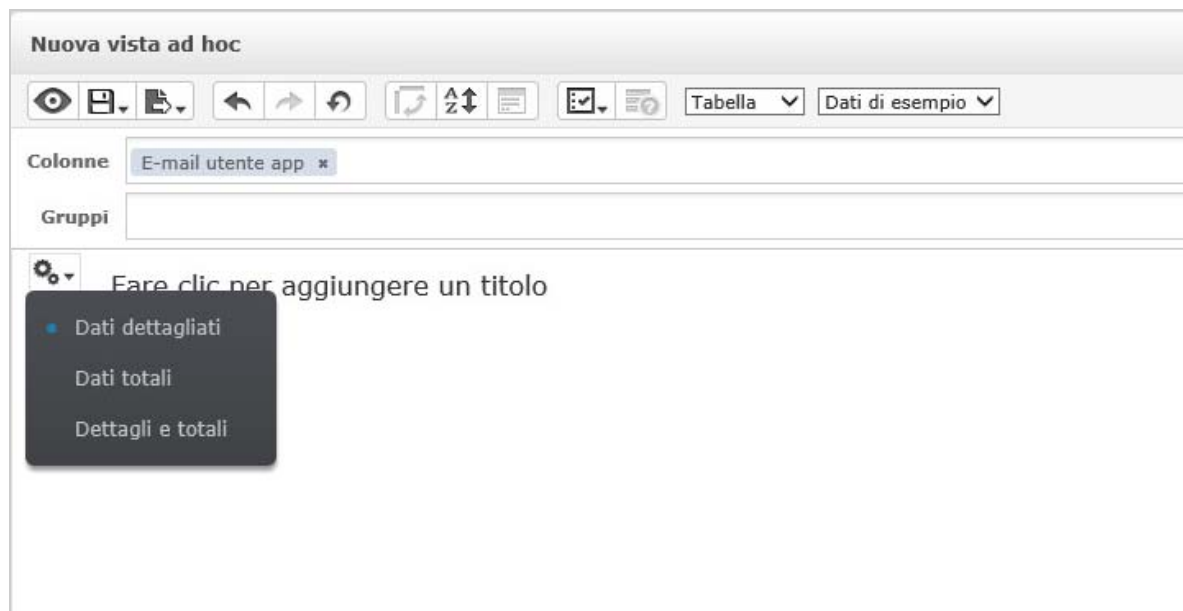 Nuova vista ad hoc
Tabella Dati di esempio
Colonne E-mail utente app ×
Gruppi
Fare clic per aggiungere un titolo
Dati dettagliati
Dati totali
Dettagli e totali